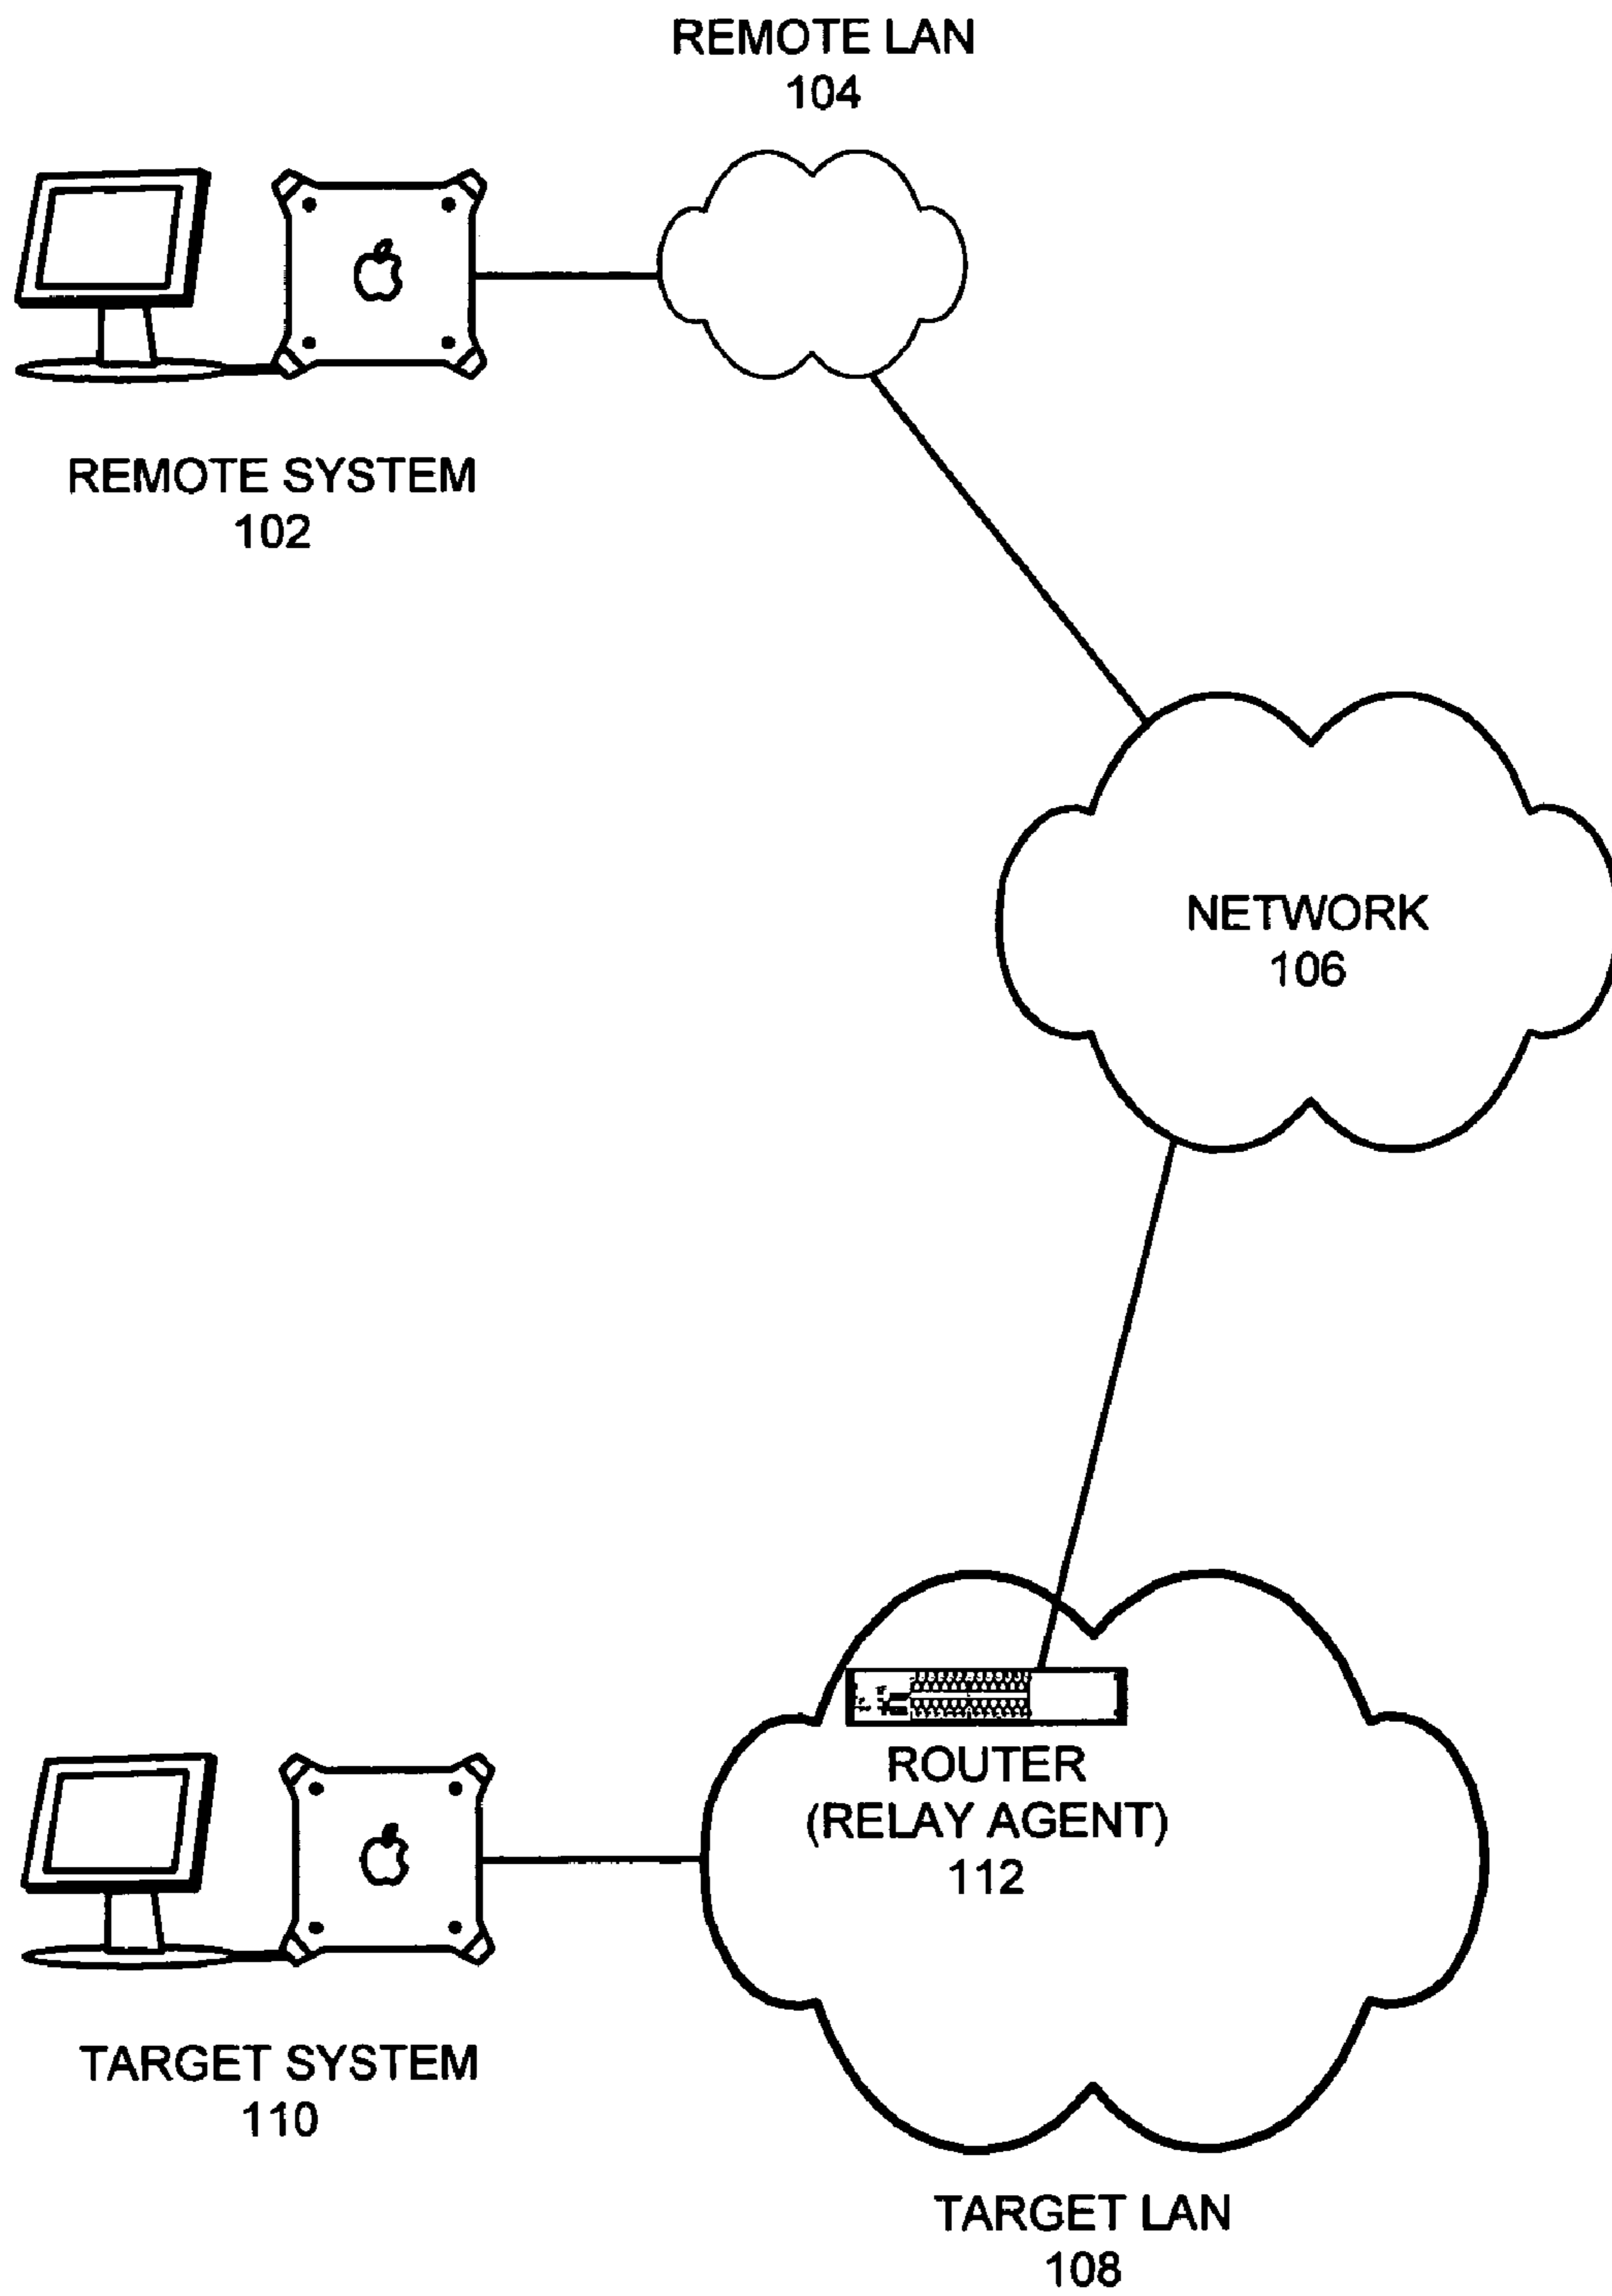 REMOTE LAN
104
REMOTE SYSTEM
102
NETWORK
106
ROUTER
(RELAY AGENT)
112
TARGET SYSTEM
110
TARGET LAN
108